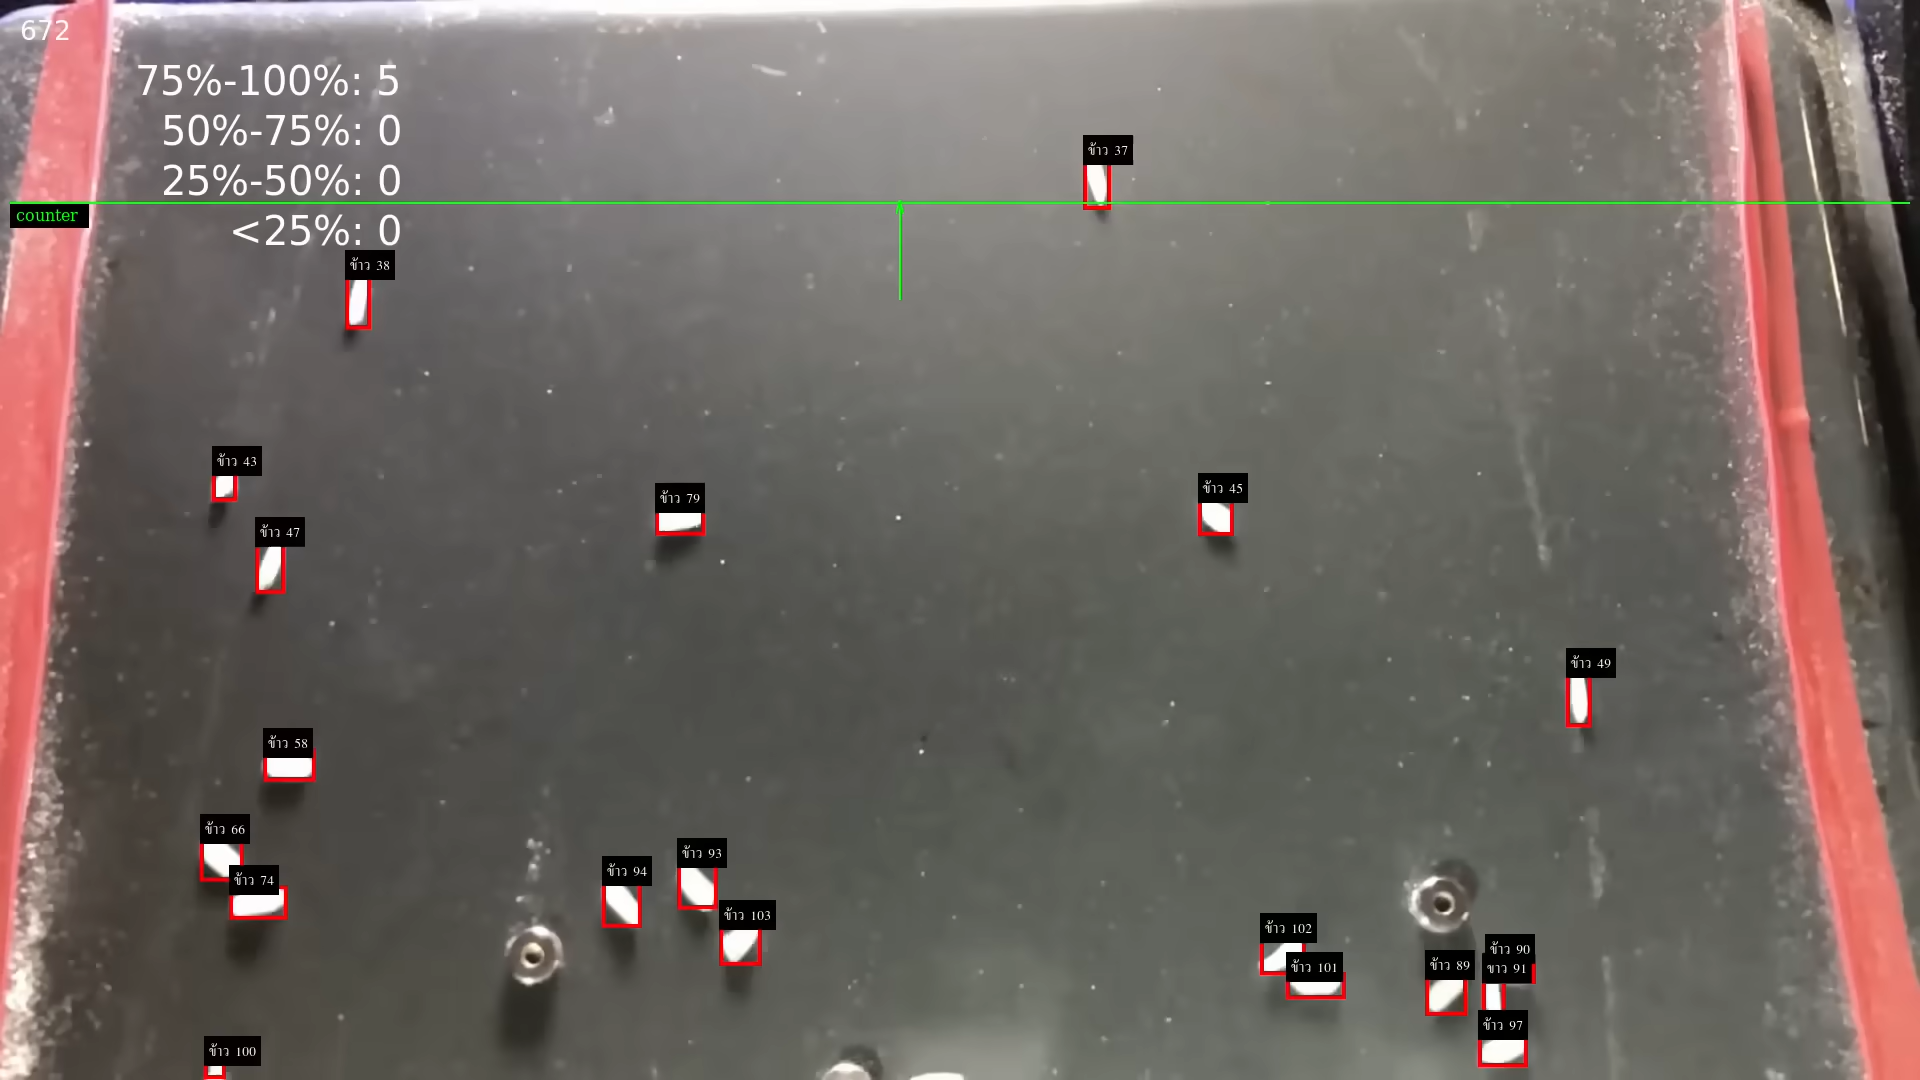 672
75%-100%: 5
50%-75%: 0
25%-50%: 0
<25%: 0
counter
ข้าว 37
ข้าว 38
ข้าว 43
ข้าว 79
ข้าว 45
ข้าว 47
ข้าว 49
ข้าว 58
ข้าว 66
ข้าว 74
ข้าว 94
ข้าว 93
ข้าว 103
ข้าว 102
ข้าว 101
ข้าว 89
ข้าว 90
ข้าว 91
ข้าว 97
ข้าว 100